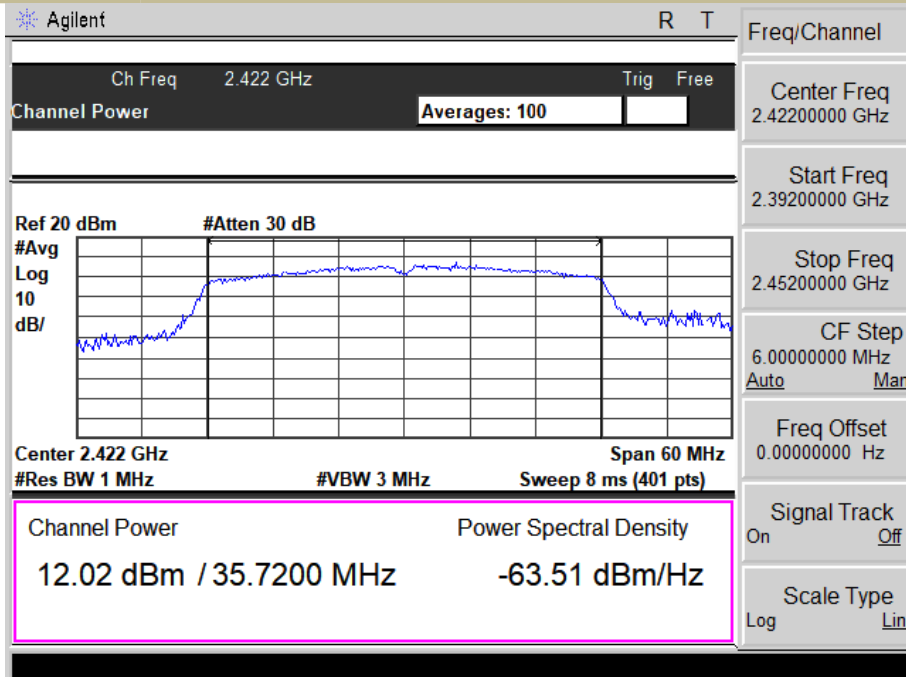 Agilent
R T
Ch Freq 2.422 GHz Trig Free
Channel Power Averages: 100
Ref 20 dBm #Atten 30 dB
#Avg
Log
10
dB/
Center 2.422 GHz Span 60 MHz
#Res BW 1 MHz #VBW 3 MHz Sweep 8 ms (401 pts)
Channel Power Power Spectral Density
12.02 dBm / 35.7200 MHz -63.51 dBm/Hz
Freq/Channel
Center Freq
2.42200000 GHz
Start Freq
2.39200000 GHz
Stop Freq
2.45200000 GHz
CF Step
6.00000000 MHz
Auto Man
Freq Offset
0.00000000 Hz
Signal Track
On Off
Scale Type
Log Lin